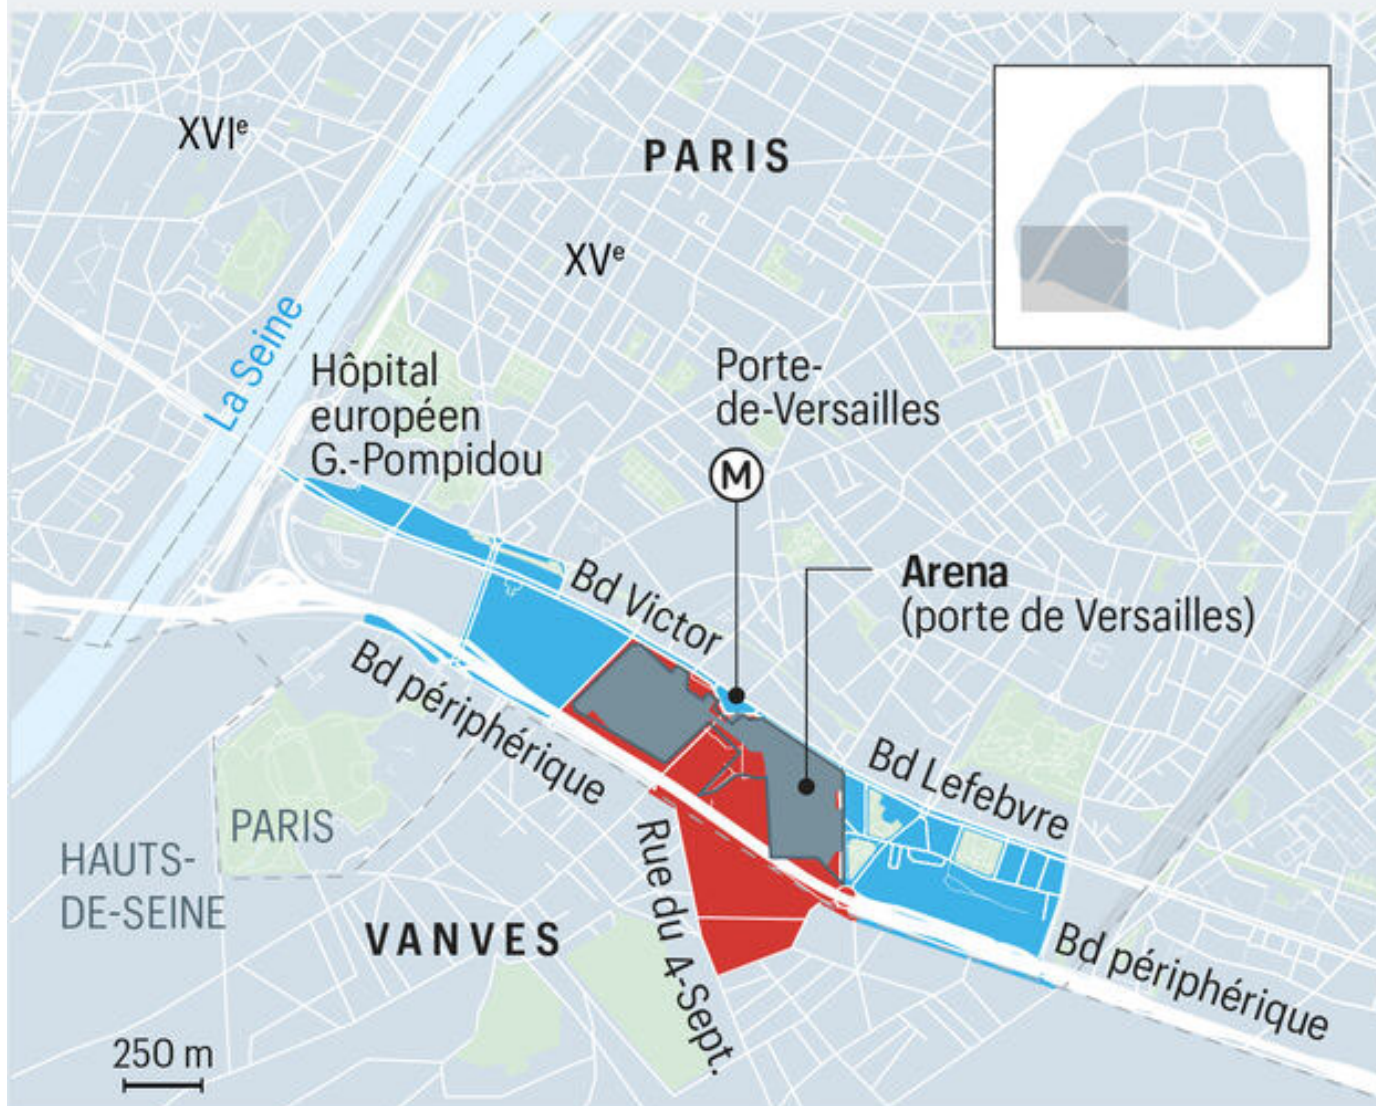 XVIe
PARIS
XVe
La Seine
Hôpital
européen
G.-Pompidou
Porte-
de-Versailles
M
Bd Victor
Arena
(porte de Versailles)
Bd périphérique
Bd Lefebvre
PARIS
HAUTS-
DE-SEINE
Rue du 4-Sept.
VANVES
Bd périphérique
250 m